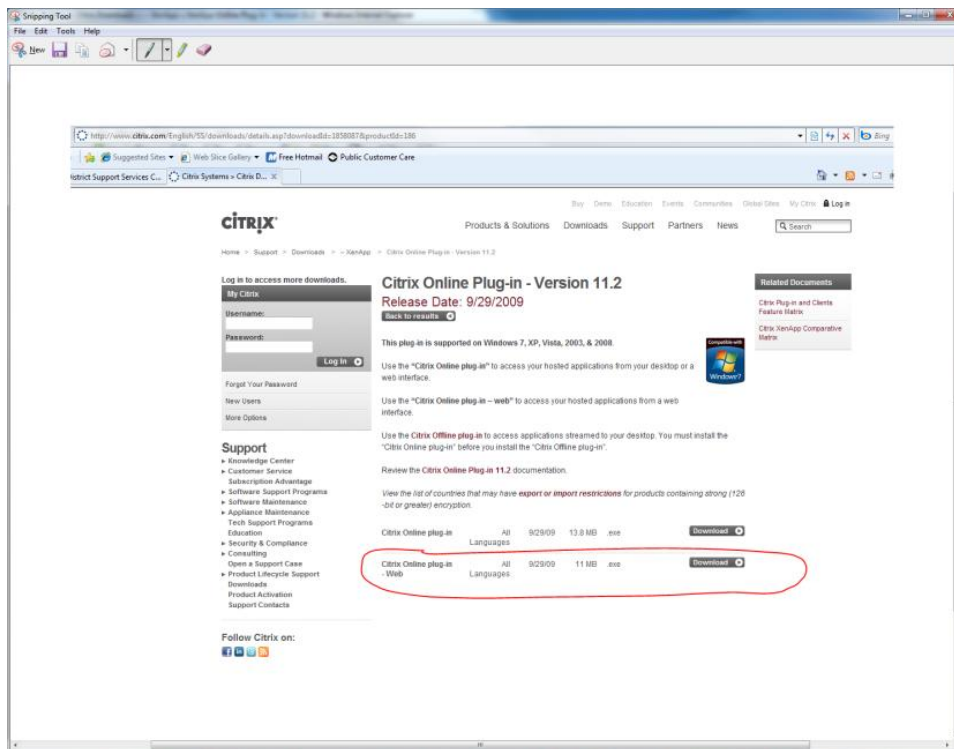 Snipping Tool
File Edit Tools Help
New
http://www.citrix.com/English/SS/downloads/details.asp?downloadId=1858087&productId=186
Bing
Suggested Sites Web Slice Gallery Free Hotmail Public Customer Care
istrict Support Services C... Citrix Systems » Citrix D... X
Buy Demo Education Events Communities Global Sites My Citrix Log in
CITRIX
Products & Solutions Downloads Support Partners News
Search
Home > Support > Downloads > - XenApp > Citrix Online Plug-in - Version 11.2
Log in to access more downloads.
My Citrix
Username:
Password:
Log In
Forgot Your Password
New Users
More Options
Support
Knowledge Center
Customer Service
Subscription Advantage
Software Support Programs
Software Maintenance
Appliance Maintenance
Tech Support Programs
Education
Security & Compliance
Consulting
Open a Support Case
Product Lifecycle Support
Downloads
Product Activation
Support Contacts
Follow Citrix on:
Citrix Online Plug-in - Version 11.2
Release Date: 9/29/2009
Back to results
This plug-in is supported on Windows 7, XP, Vista, 2003, & 2008.
Use the "Citrix Online plug-in" to access your hosted applications from your desktop or a
web interface.
Use the "Citrix Online plug-in – web" to access your hosted applications from a web
interface.
Use the Citrix Offline plug-in to access applications streamed to your desktop. You must install the
"Citrix Online plug-in" before you install the "Citrix Offline plug-in".
Review the Citrix Online Plug-in 11.2 documentation.
View the list of countries that may have export or import restrictions for products containing strong (128
-bit or greater) encryption.
Citrix Online plug-in All Languages 9/29/09 13.8 MB .exe Download
Citrix Online plug-in - Web All Languages 9/29/09 11 MB .exe Download
Compatible with
Windows 7
Related Documents
Citrix Plug-in and Clients
Feature Matrix
Citrix XenApp Comparative
Matrix